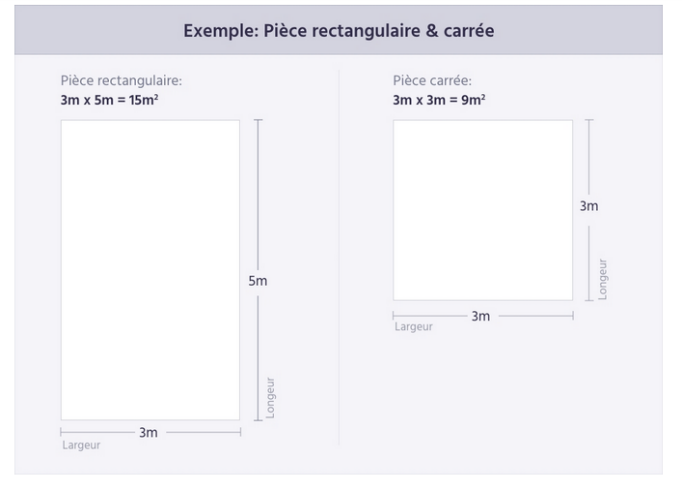 Exemple: Pièce rectangulaire & carrée
Pièce rectangulaire:
3m x 5m = 15m²
5m
Longeur
3m
Largeur
Pièce carrée:
3m x 3m = 9m²
3m
Longeur
3m
Largeur